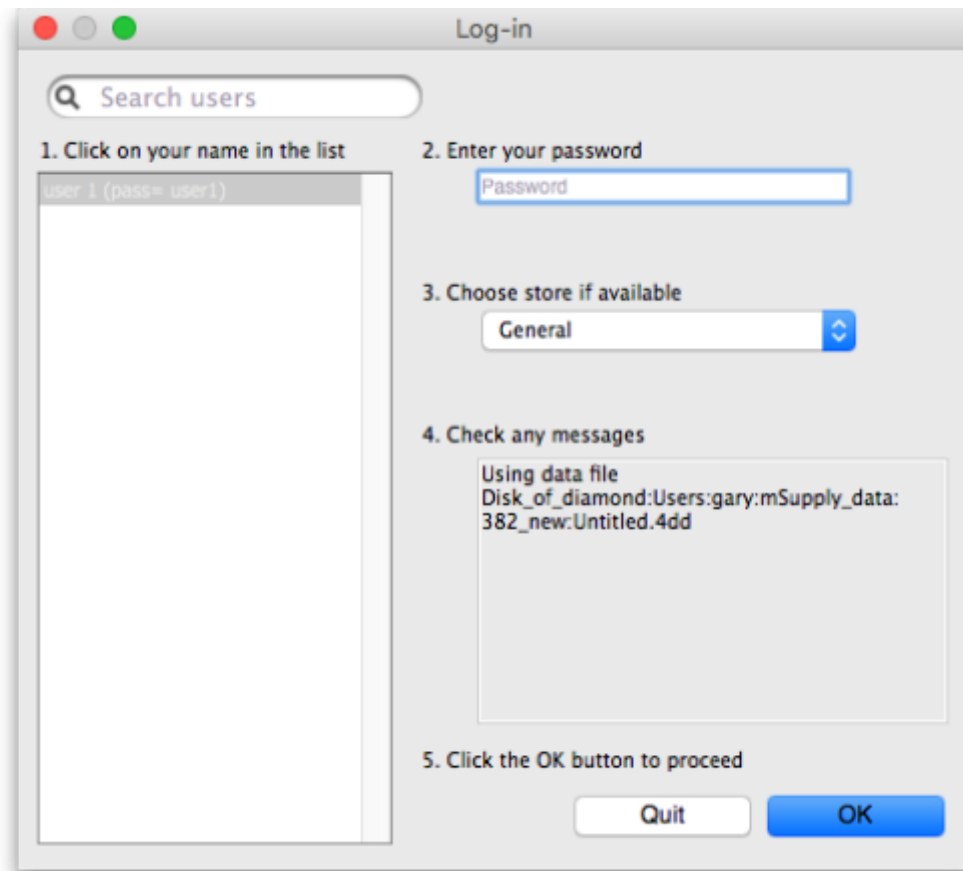 Log-in
Search users
1. Click on your name in the list
user 1 (pass= user1)
2. Enter your password
Password
3. Choose store if available
General
4. Check any messages
Using data file
Disk_of_diamond:Users:gary:mSupply_data:
382_new:Untitled.4dd
5. Click the OK button to proceed
Quit
OK